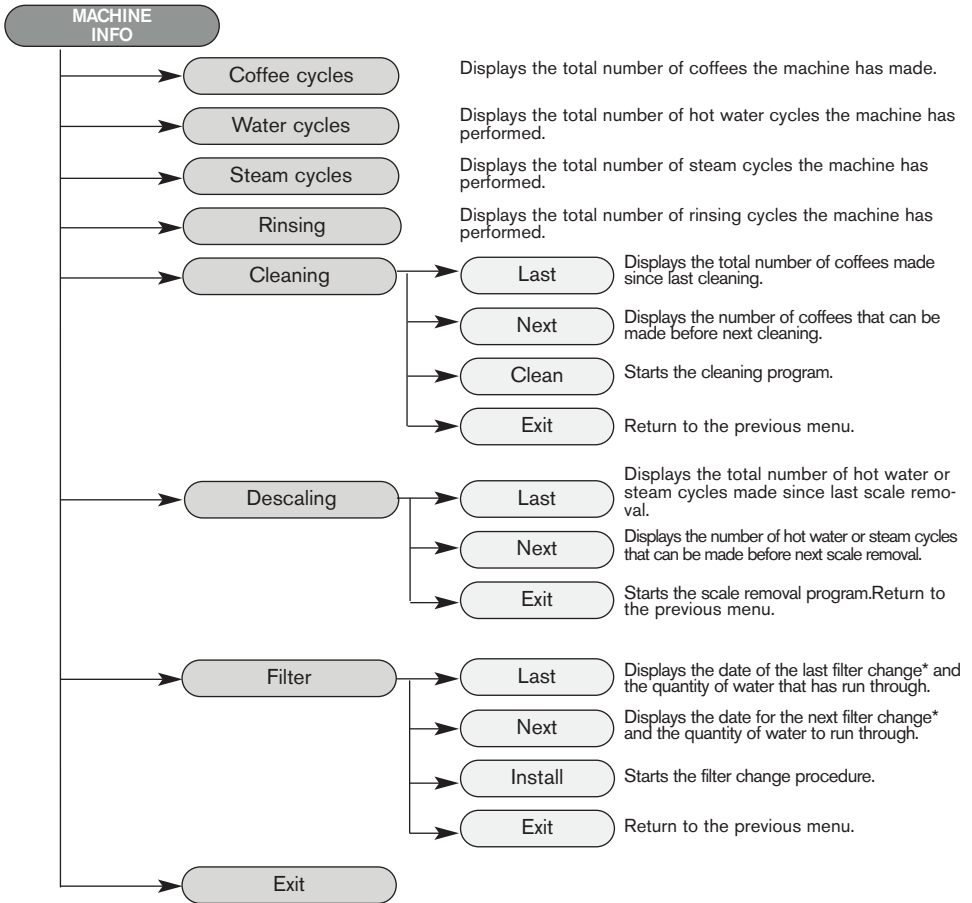 MACHINE
INFO
Coffee cycles
Displays the total number of coffees the machine has made.
Water cycles
Displays the total number of hot water cycles the machine has
performed.
Steam cycles
Displays the total number of steam cycles the machine has
performed.
Rinsing
Displays the total number of rinsing cycles the machine has
performed.
Cleaning
Last
Displays the total number of coffees made
since last cleaning.
Next
Displays the number of coffees that can be
made before next cleaning.
Clean
Starts the cleaning program.
Exit
Return to the previous menu.
Descaling
Last
Displays the total number of hot water or
steam cycles made since last scale remo-
val.
Next
Displays the number of hot water or steam cycles
that can be made before next scale removal.
Exit
Starts the scale removal program.Return to
the previous menu.
Filter
Last
Displays the date of the last filter change* and
the quantity of water that has run through.
Next
Displays the date for the next filter change*
and the quantity of water to run through.
Install
Starts the filter change procedure.
Exit
Return to the previous menu.
Exit